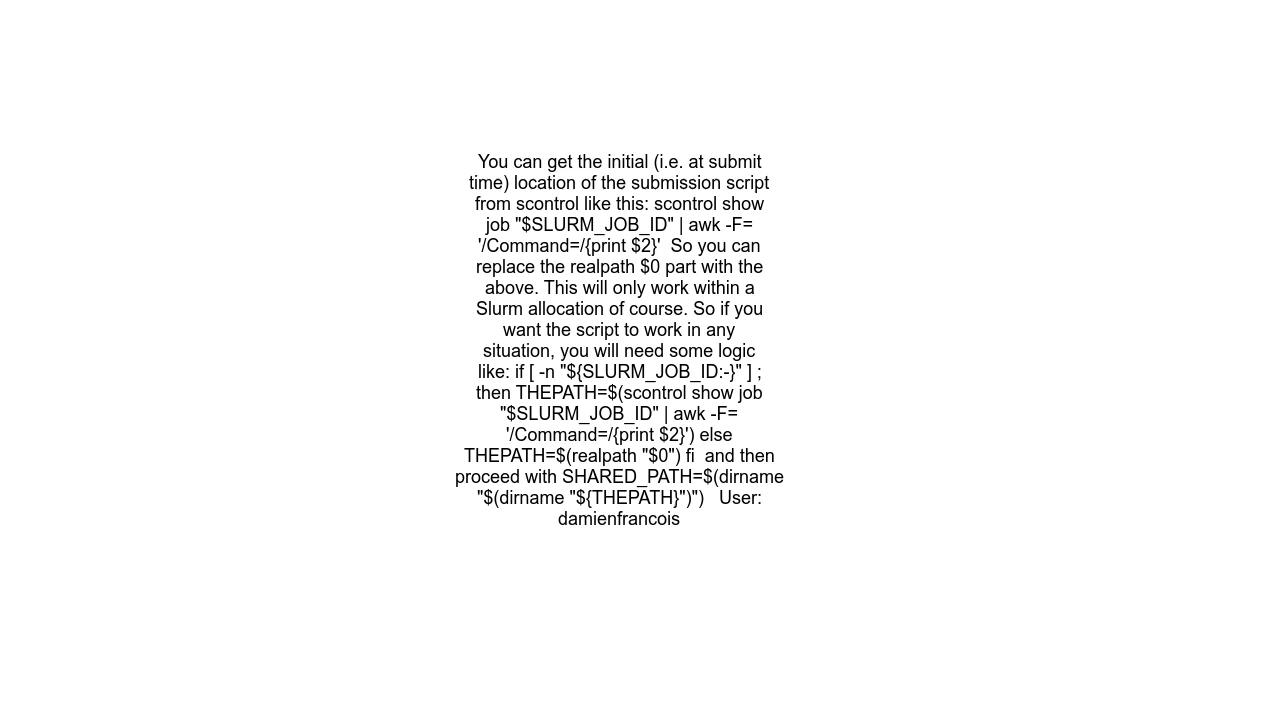 You can get the initial (i.e. at submit
time) location of the submission script
from scontrol like this: scontrol show
job "$SLURM_JOB_ID" | awk -F=
'/Command=/{print $2}'  So you can
replace the realpath $0 part with the
above. This will only work within a
Slurm allocation of course. So if you
want the script to work in any
situation, you will need some logic
like: if [ -n "${SLURM_JOB_ID:-}" ] ;
then THEPATH=$(scontrol show job
"$SLURM_JOB_ID" | awk -F=
'/Command=/{print $2}') else
THEPATH=$(realpath "$0") fi  and then
proceed with SHARED_PATH=$(dirname
"$(dirname "${THEPATH}")")   User:
damienfrancois